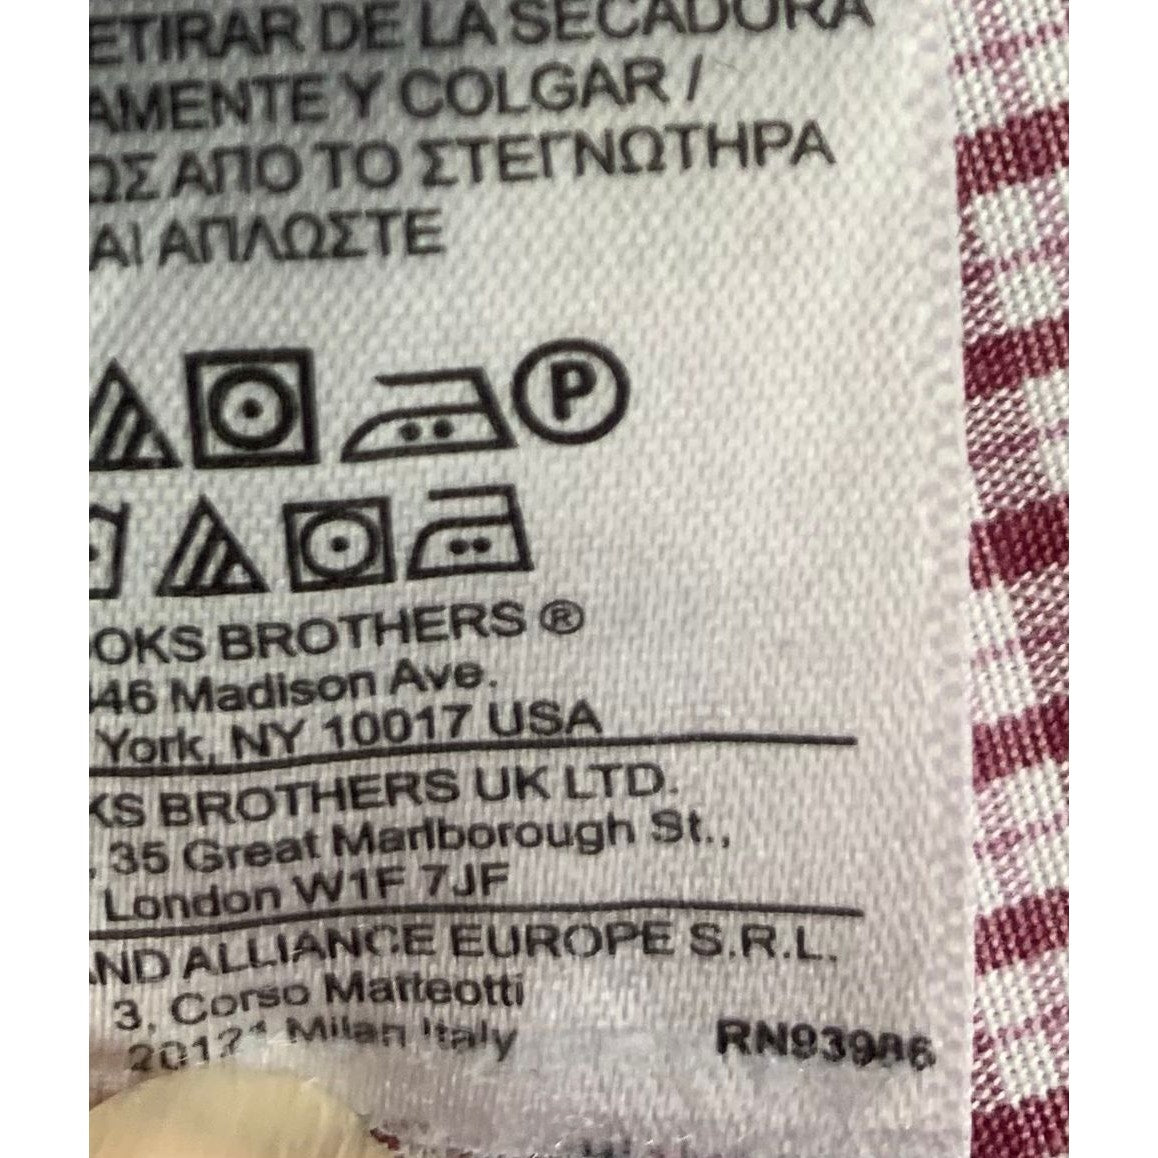 ETIRAR DE LA SECADORA
AMENTE Y COLGAR /
ΩΣ ΑΠΟ ΤΟ ΣΤΕΓΝΩΤΗΡΑ
ΑΙ ΑΠΛΩΣΤΕ
P
OKS BROTHERS ®
346 Madison Ave.
York, NY 10017 USA
KS BROTHERS UK LTD.
, 35 Great Marlborough St.,
London W1F 7JF
AND ALLIANCE EUROPE S.R.L.
3, Corso Matteotti
Milan Italy
RN93986